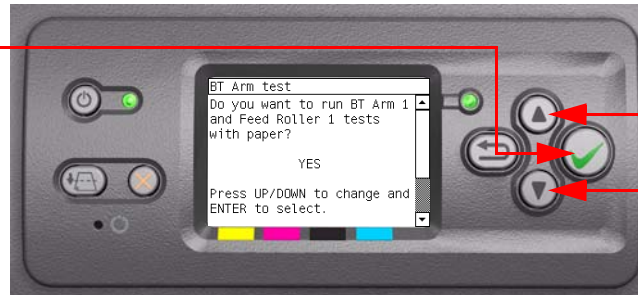 BT Arm test
Do you want to run BT Arm 1
and Feed Roller 1 tests
with paper?
YES
Press UP/DOWN to change and
ENTER to select.